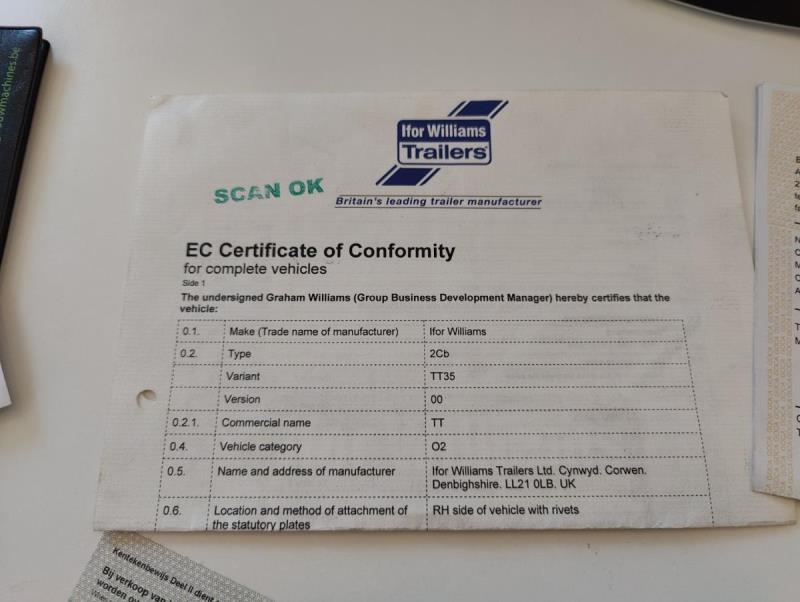 uwmachines.be
Ifor Williams
Trailers
SCAN OK
Britain's leading trailer manufacturer
EC Certificate of Conformity
for complete vehicles
Side 1
The undersigned Graham Williams (Group Business Development Manager) hereby certifies that the
vehicle:
0.1. Make (Trade name of manufacturer) Ifor Williams
0.2. Type 2Cb
Variant TT35
Version 00
0.2.1. Commercial name TT
0.4. Vehicle category O2
0.5. Name and address of manufacturer Ifor Williams Trailers Ltd. Cynwyd. Corwen.
Denbighshire. LL21 0LB. UK
0.6. Location and method of attachment of RH side of vehicle with rivets
the statutory plates
Kentekenbewijs Deel II dient
Bij verkoop van
worden